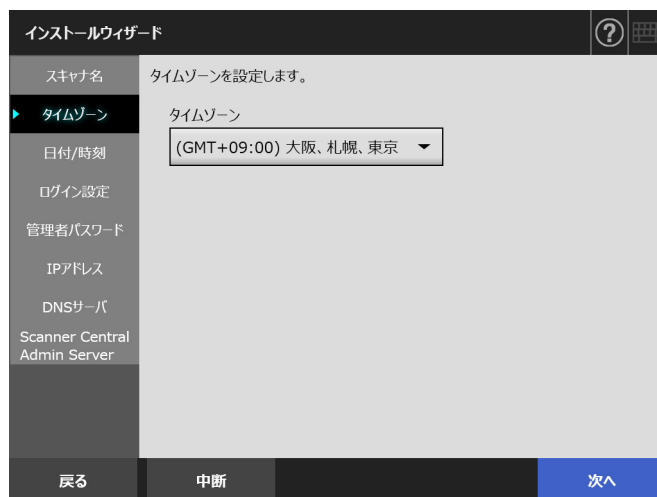 インストールウィザード
?
スキャナ名
タイムゾーン
日付/時刻
ログイン設定
管理者パスワード
IPアドレス
DNSサーバ
Scanner Central
Admin Server
タイムゾーンを設定します。
タイムゾーン
(GMT+09:00) 大阪、札幌、東京
戻る
中断
次へ